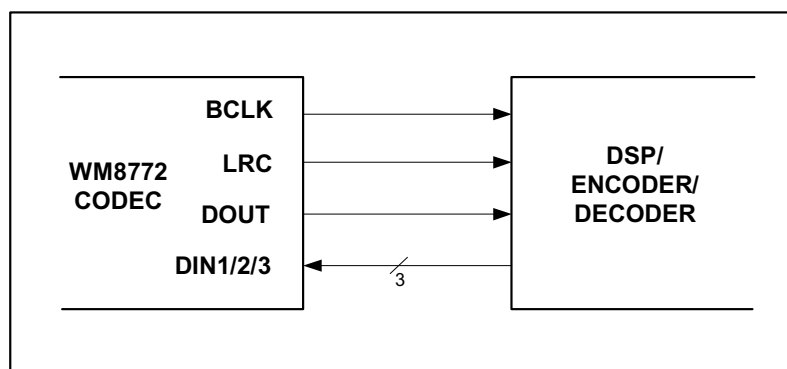 BCLK
LRC
WM8772
CODEC
DOUT
DIN1/2/3
3
DSP/
ENCODER/
DECODER